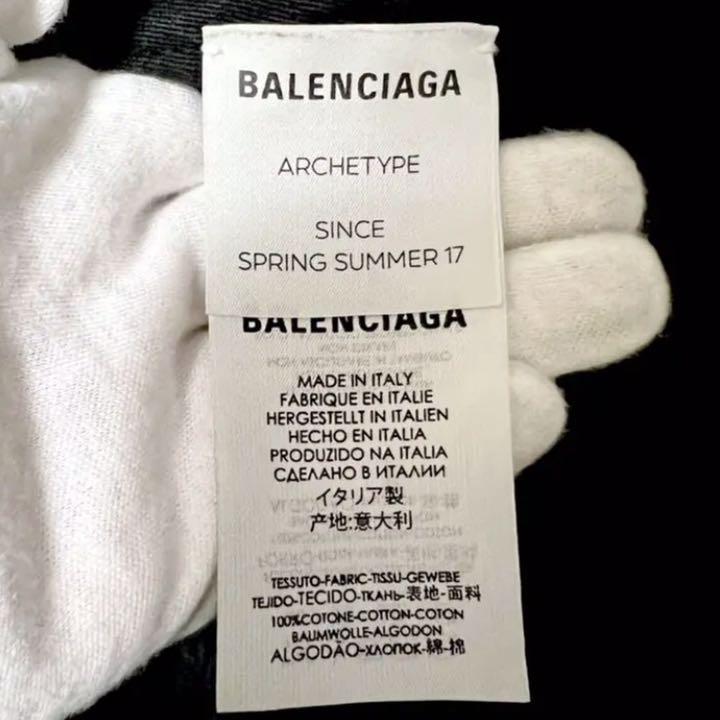 BALENCIAGA
ARCHETYPE
SINCE
SPRING SUMMER 17
BALENCIAGA
MADE IN ITALY
FABRIQUE EN ITALIE
HERGESTELLT IN ITALIEN
HECHO EN ITALIA
PRODUZIDO NA ITALIA
СДЕЛАНО В ИТАЛИИ
イタリア製
产地:意大利
TESSUTO-FABRIC-TISSU-GEWEBE
TEJIDO-TECIDO-ТКАНЬ-表地-面料
100%COTONE-COTTON-COTON
BAUMWOLLE-ALGODON
ALGODÃO-ХЛОПОК-綿-棉